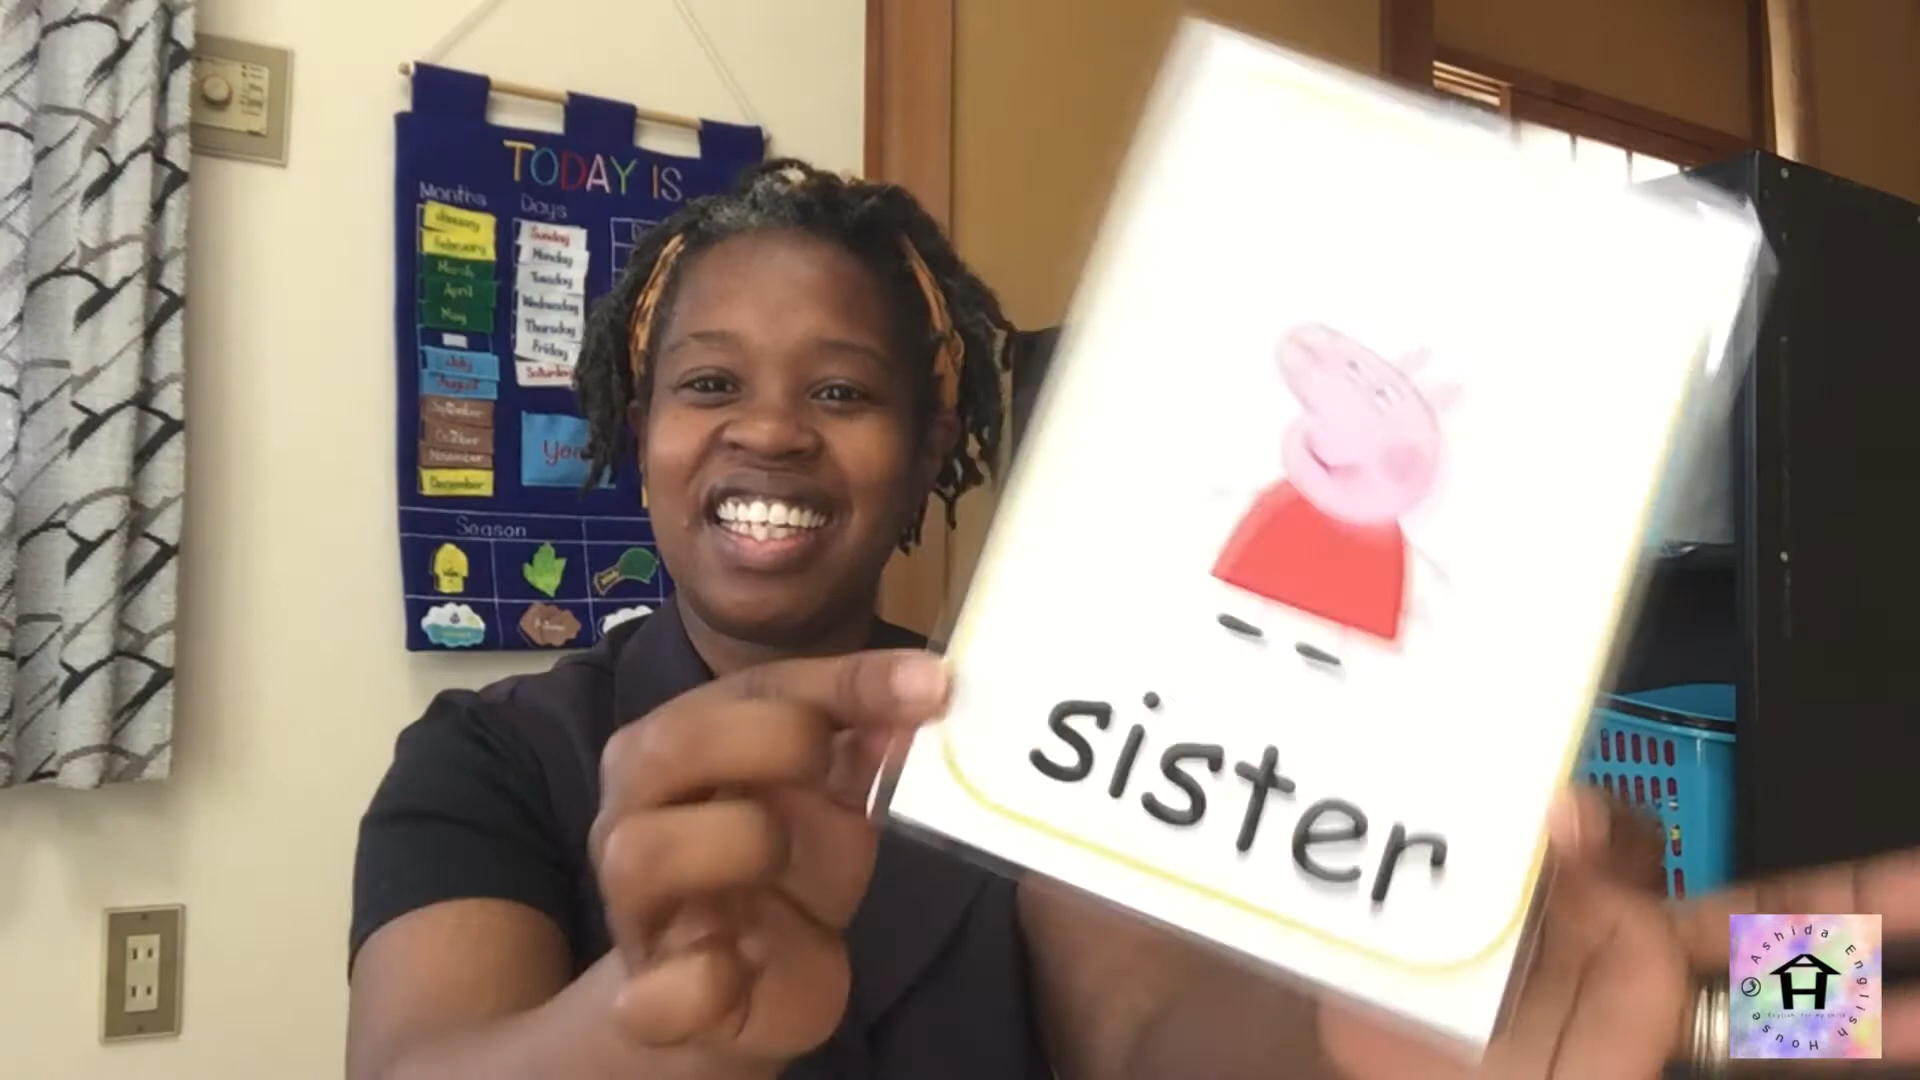 TODAY IS...
Months
Days
January
February
March
April
May
July
August
September
October
November
December
Sunday
Monday
Tuesday
Wednesday
Thursday
Friday
Saturday
Season
sister
Ashida English House